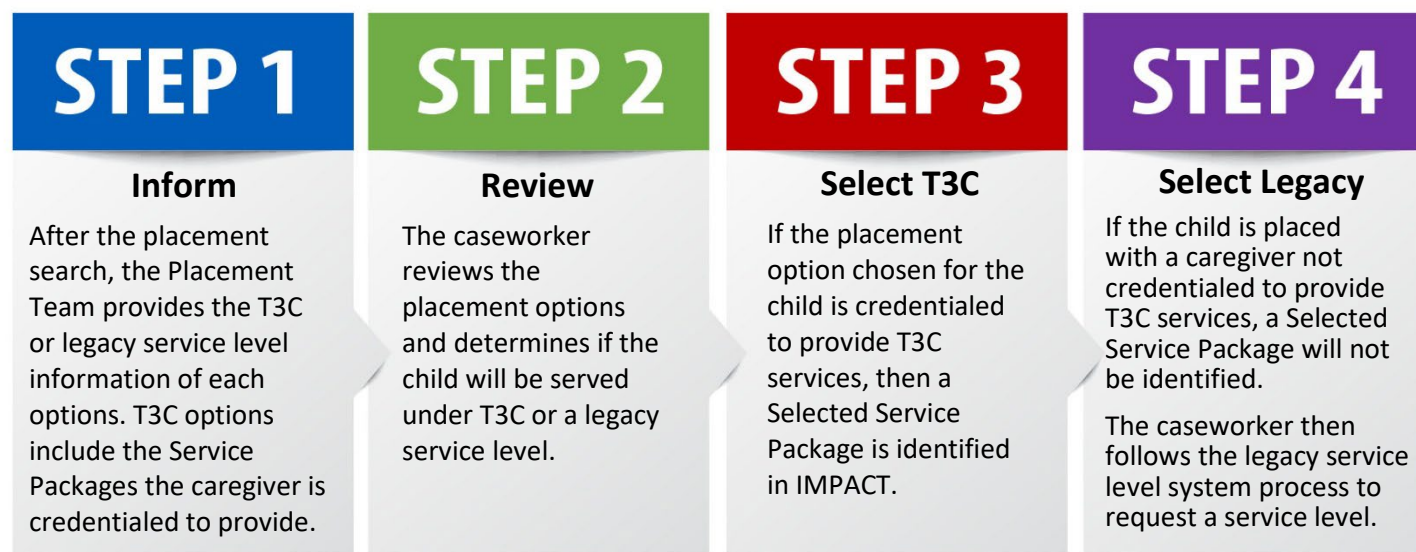 STEP 1
Inform
After the placement
search, the Placement
Team provides the T3C
or legacy service level
information of each
options. T3C options
include the Service
Packages the caregiver is
credentialed to provide.
STEP 2
Review
The caseworker
reviews the
placement options
and determines if the
child will be served
under T3C or a legacy
service level.
STEP 3
Select T3C
If the placement
option chosen for the
child is credentialed
to provide T3C
services, then a
Selected Service
Package is identified
in IMPACT.
STEP 4
Select Legacy
If the child is placed
with a caregiver not
credentialed to provide
T3C services, a Selected
Service Package will not
be identified.
The caseworker then
follows the legacy service
level system process to
request a service level.